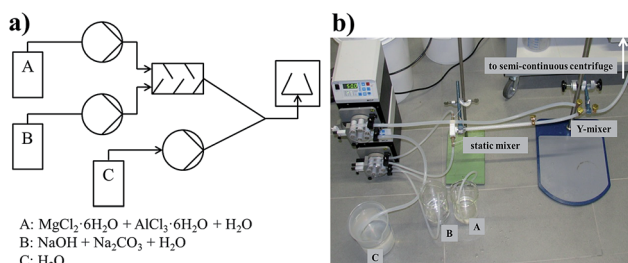 a)
A
B
C
A: MgCl2·6H2O + AlCl3·6H2O + H2O
B: NaOH + Na2CO3 + H2O
C: H2O
b)
to semi-continuous centrifuge
Y-mixer
static mixer
A
B
C